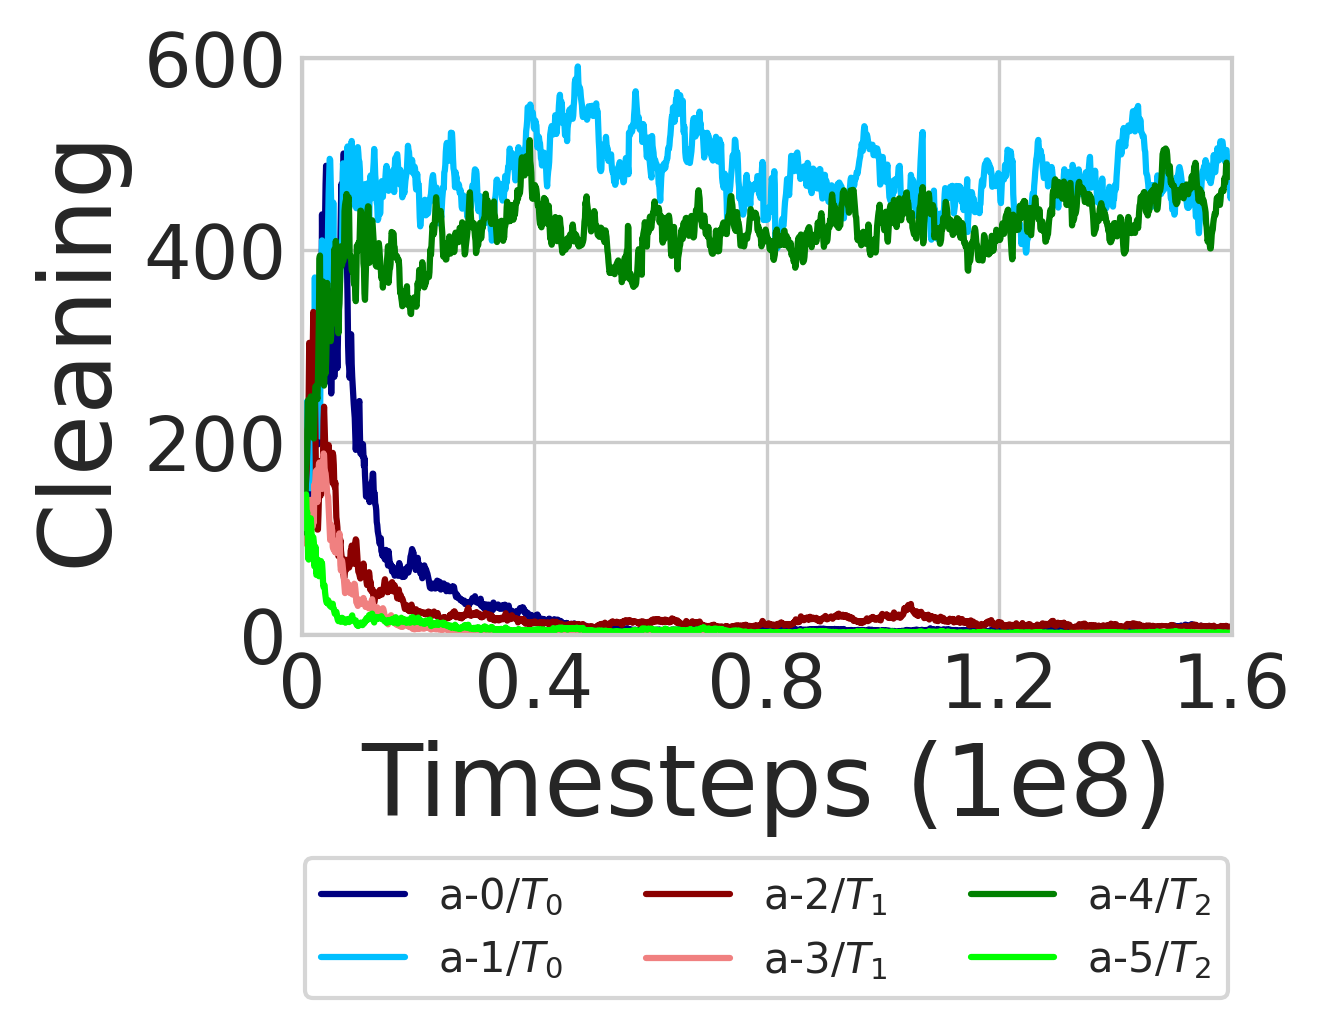 600
400
200
0
Cleaning
0 0.4 0.8 1.2 1.6
Timesteps (1e8)
a-0/T₀ a-2/T₁ a-4/T₂
a-1/T₀ a-3/T₁ a-5/T₂